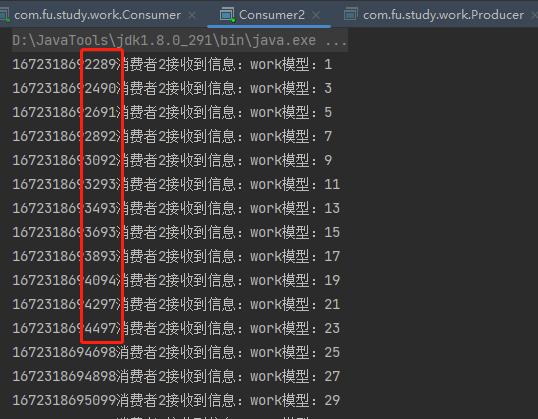 com.fu.study.work.Consumer × Consumer2 × com.fu.study.work.Producer ×
D:\JavaTools\jdk1.8.0_291\bin\java.exe ...
1672318692289消费者2接收到信息：work模型：1
1672318692490消费者2接收到信息：work模型：3
1672318692691消费者2接收到信息：work模型：5
1672318692892消费者2接收到信息：work模型：7
1672318693092消费者2接收到信息：work模型：9
1672318693293消费者2接收到信息：work模型：11
1672318693493消费者2接收到信息：work模型：13
1672318693693消费者2接收到信息：work模型：15
1672318693893消费者2接收到信息：work模型：17
1672318694094消费者2接收到信息：work模型：19
1672318694297消费者2接收到信息：work模型：21
1672318694497消费者2接收到信息：work模型：23
1672318694698消费者2接收到信息：work模型：25
1672318694898消费者2接收到信息：work模型：27
1672318695099消费者2接收到信息：work模型：29